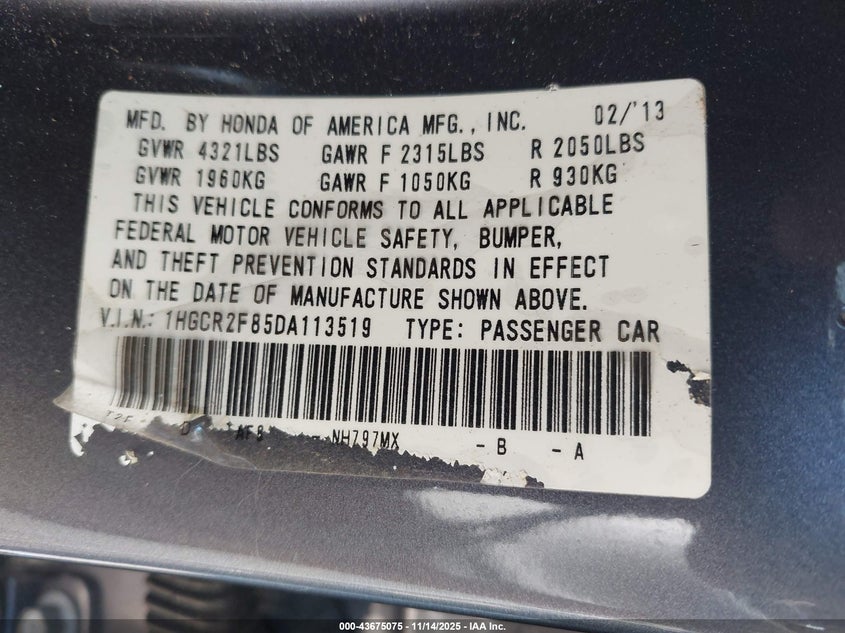 MFD. BY HONDA OF AMERICA MFG., INC. 02/'13
GVWR 4321LBS GAWR F 2315LBS R 2050LBS
GVWR 1960KG GAWR F 1050KG R 930KG
THIS VEHICLE CONFORMS TO ALL APPLICABLE
FEDERAL MOTOR VEHICLE SAFETY, BUMPER,
AND THEFT PREVENTION STANDARDS IN EFFECT
ON THE DATE OF MANUFACTURE SHOWN ABOVE.
V.I.N.: 1HGCR2F85DA113519 TYPE: PASSENGER CAR
NH797MX - B - A
000-43675075 - 11/14/2025 - IAA Inc.